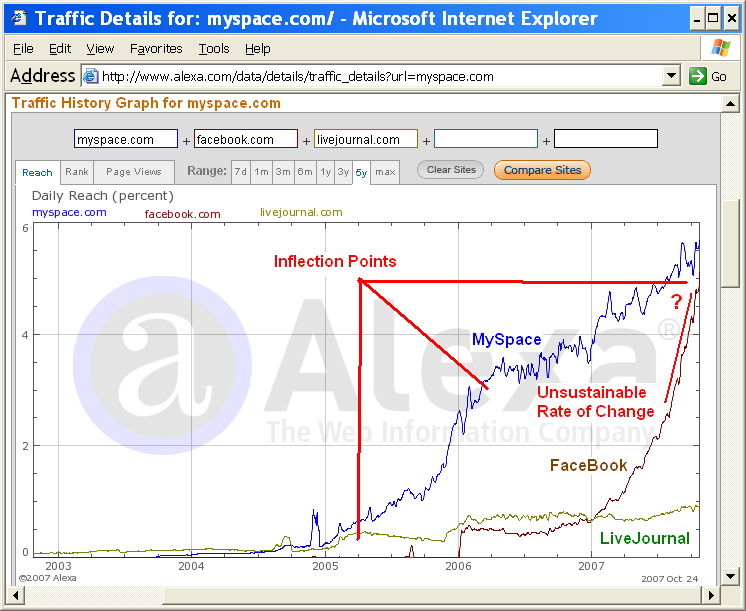 Traffic Details for: myspace.com/ - Microsoft Internet Explorer
File Edit View Favorites Tools Help
Address http://www.alexa.com/data/details/traffic_details?url=myspace.com Go
Traffic History Graph for myspace.com
myspace.com + facebook.com + livejournal.com + +
Reach Rank Page Views Range: 7d 1m 3m 6m 1y 3y 5y max Clear Sites Compare Sites
Daily Reach (percent)
myspace.com facebook.com livejournal.com
6
Inflection Points
?
4
MySpace
®
a Alexa
Unsustainable
Rate of Change
The Web Information Company
2
FaceBook
LiveJournal
0
2003 2004 2005 2006 2007
©2007 Alexa 2007 Oct 24